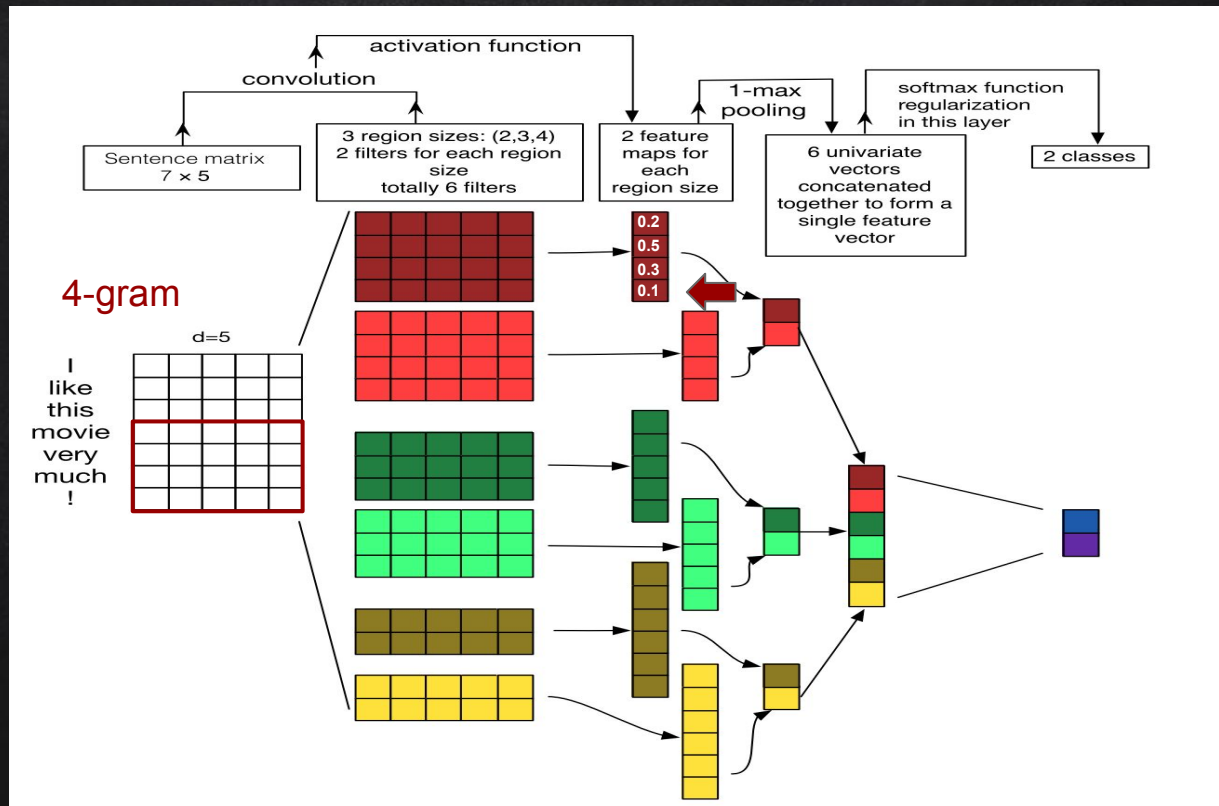 activation function
convolution
1-max
pooling
softmax function
regularization
in this layer
Sentence matrix
7 × 5
3 region sizes: (2,3,4)
2 filters for each region
size
totally 6 filters
2 feature
maps for
each
region size
6 univariate
vectors
concatenated
together to form a
single feature
vector
2 classes
0.2
0.5
0.3
0.1
4-gram
d=5
I
like
this
movie
very
much
!